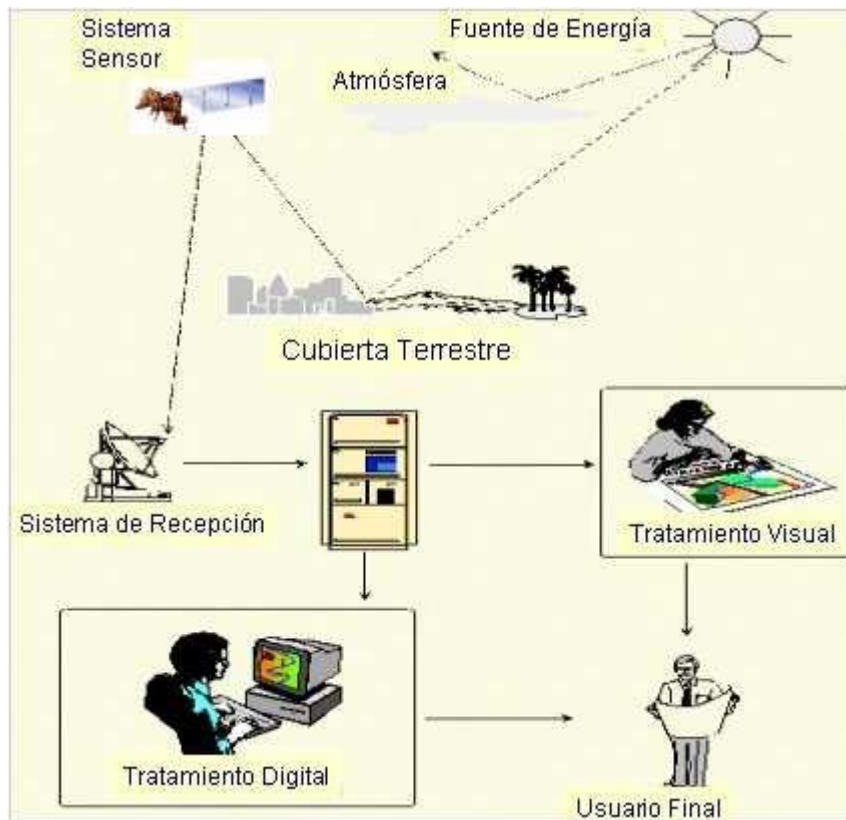 Sistema
Sensor
Fuente de Energía
Atmósfera
Cubierta Terrestre
Sistema de Recepción
Tratamiento Visual
Tratamiento Digital
Usuario Final